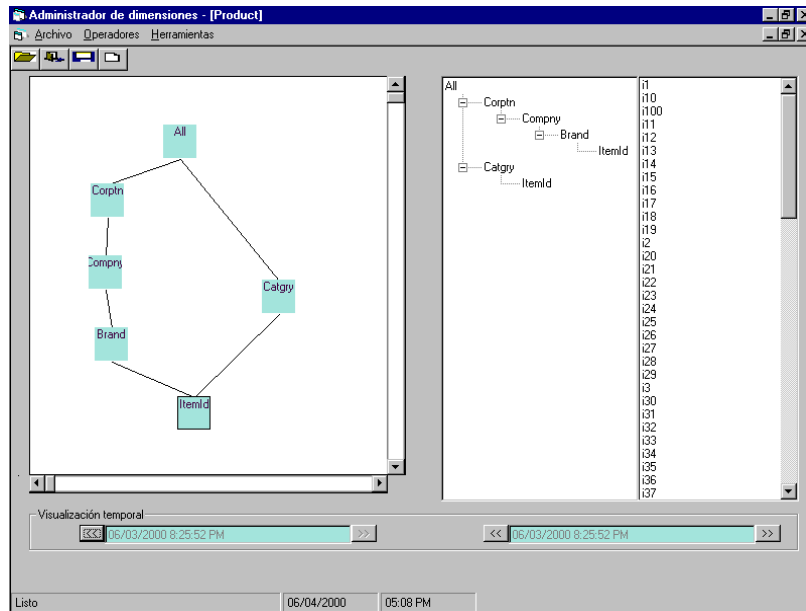 Administrador de dimensiones - [Product]
Archivo Operadores Herramientas
All
Corptn
Compny
Catgry
Brand
ItemId
All
Corptn
Compny
Brand
ItemId
Catgry
ItemId
i1
i10
i100
i11
i12
i13
i14
i15
i16
i17
i18
i19
i2
i20
i21
i22
i23
i24
i25
i26
i27
i28
i29
i3
i30
i31
i32
i33
i34
i35
i36
i37
Visualización temporal
<< 06/03/2000 8:25:52 PM >>
<< 06/03/2000 8:25:52 PM >>
Listo 06/04/2000 05:08 PM